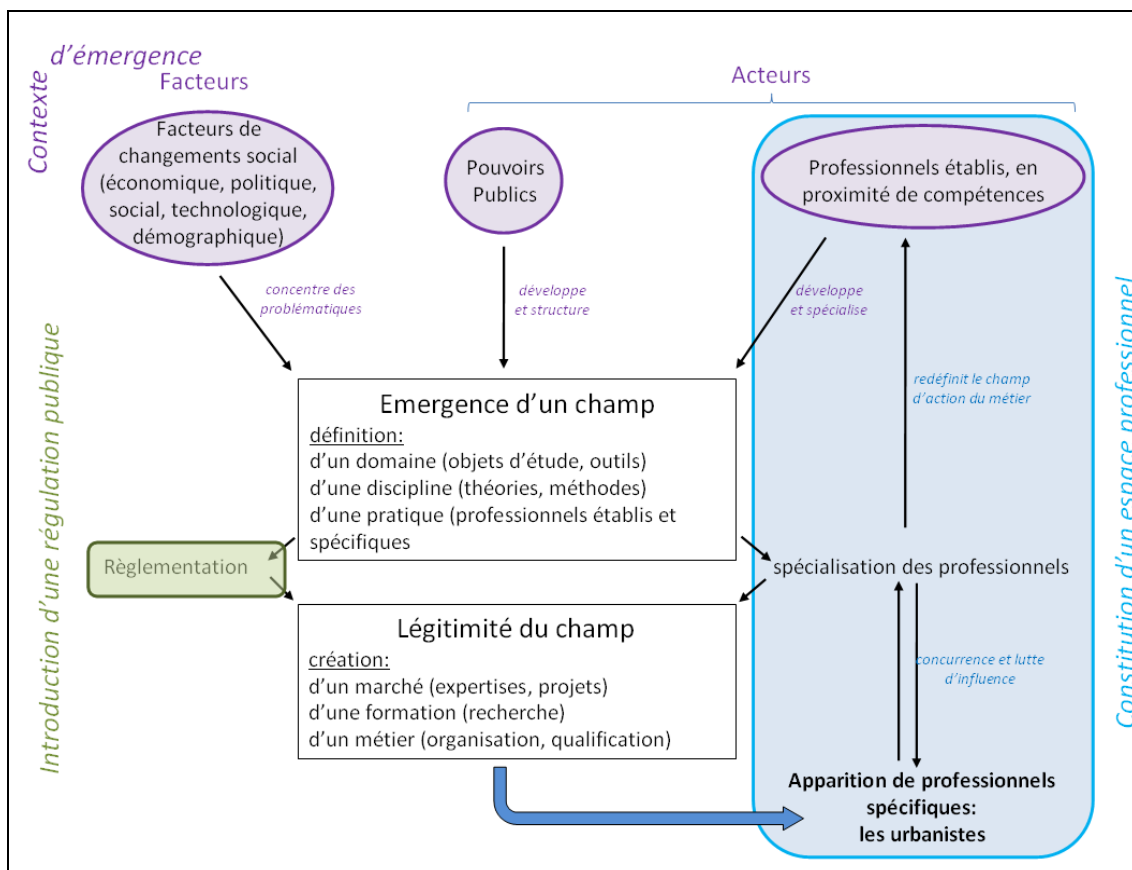 Contexte
d'émergence
Facteurs
Acteurs
Facteurs de
changements social
(économique, politique,
social, technologique,
démographique)
Pouvoirs
Publics
Professionnels établis, en
proximité de compétences
concentre des
problématiques
développe
et structure
développe
et spécialise
redéfinit le champ
d'action du métier
Introduction d'une régulation publique
Constitution d'un espace professionnel
Emergence d'un champ
définition:
d'un domaine (objets d'étude, outils)
d'une discipline (théories, méthodes)
d'une pratique (professionnels établis et
spécifiques
Règlementation
spécialisation des professionnels
Légitimité du champ
création:
d'un marché (expertises, projets)
d'une formation (recherche)
d'un métier (organisation, qualification)
concurrence et lutte
d'influence
Apparition de professionnels
spécifiques:
les urbanistes